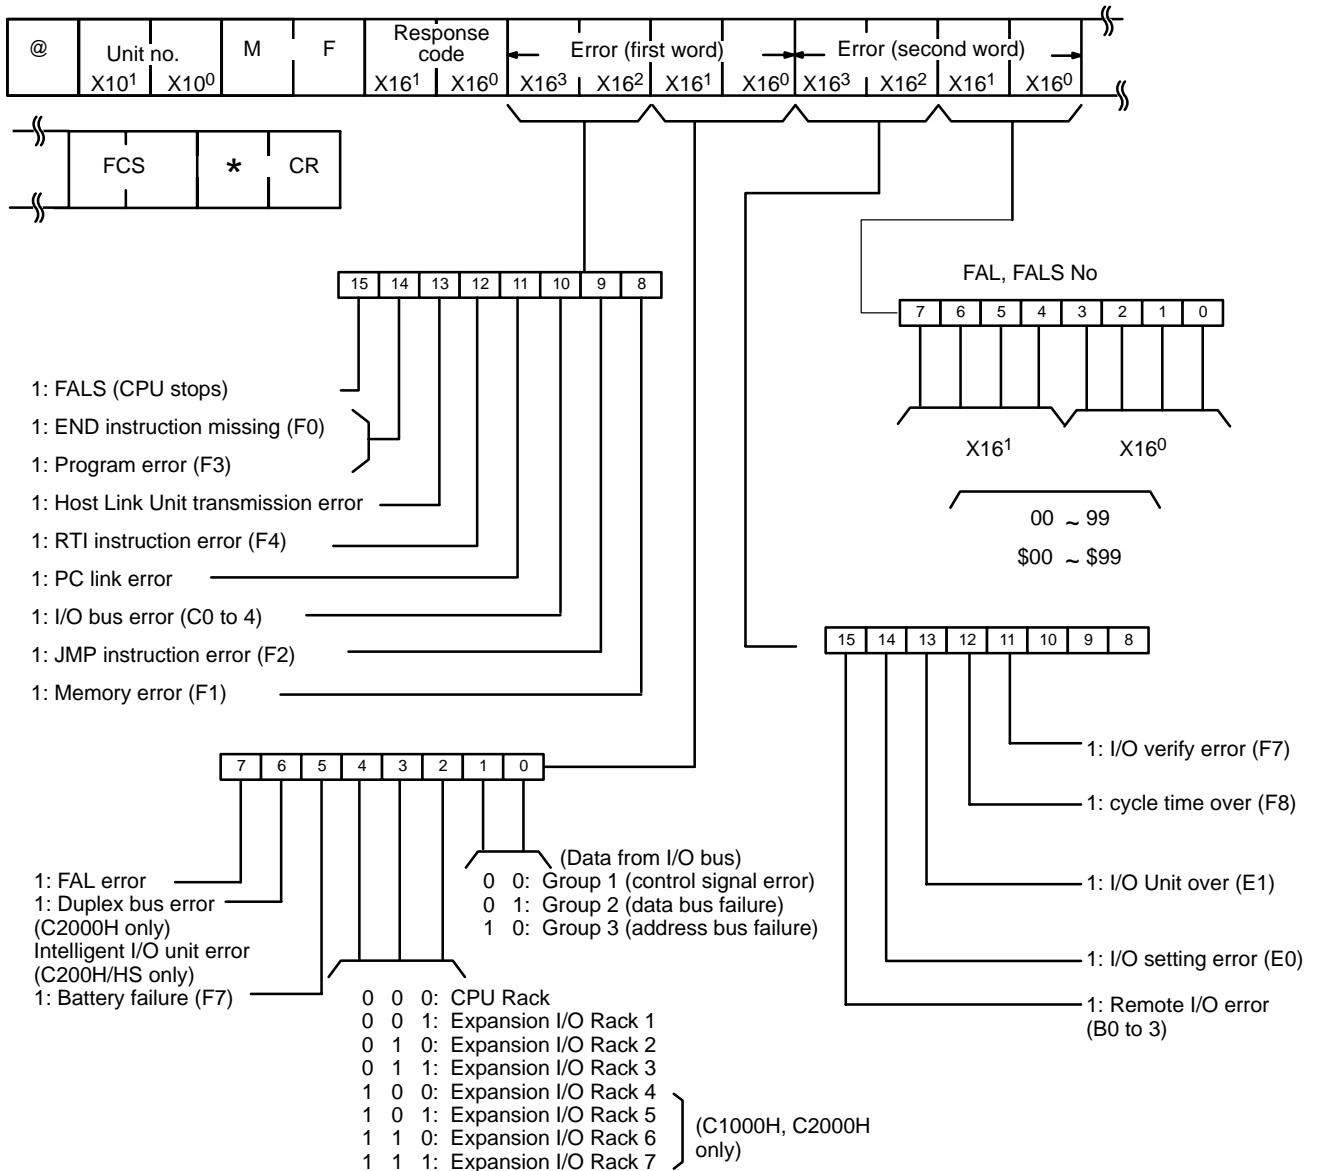 @ Unit no. M F Response code Error (first word) Error (second word)
X10¹ X10⁰ X16¹ X16⁰ X16³ X16² X16¹ X16⁰ X16³ X16² X16¹ X16⁰
FCS * CR
15 14 13 12 11 10 9 8
1: FALS (CPU stops)
1: END instruction missing (F0)
1: Program error (F3)
1: Host Link Unit transmission error
1: RTI instruction error (F4)
1: PC link error
1: I/O bus error (C0 to 4)
1: JMP instruction error (F2)
1: Memory error (F1)
FAL, FALS No
7 6 5 4 3 2 1 0
X16¹ X16⁰
00 ~ 99
$00 ~ $99
15 14 13 12 11 10 9 8
1: I/O verify error (F7)
1: cycle time over (F8)
1: I/O Unit over (E1)
1: I/O setting error (E0)
1: Remote I/O error
(B0 to 3)
7 6 5 4 3 2 1 0
1: FAL error
1: Duplex bus error
(C2000H only)
Intelligent I/O unit error
(C200H/HS only)
1: Battery failure (F7)
(Data from I/O bus)
0 0: Group 1 (control signal error)
0 1: Group 2 (data bus failure)
1 0: Group 3 (address bus failure)
0 0 0: CPU Rack
0 0 1: Expansion I/O Rack 1
0 1 0: Expansion I/O Rack 2
0 1 1: Expansion I/O Rack 3
1 0 0: Expansion I/O Rack 4
1 0 1: Expansion I/O Rack 5
1 1 0: Expansion I/O Rack 6
1 1 1: Expansion I/O Rack 7
(C1000H, C2000H
only)